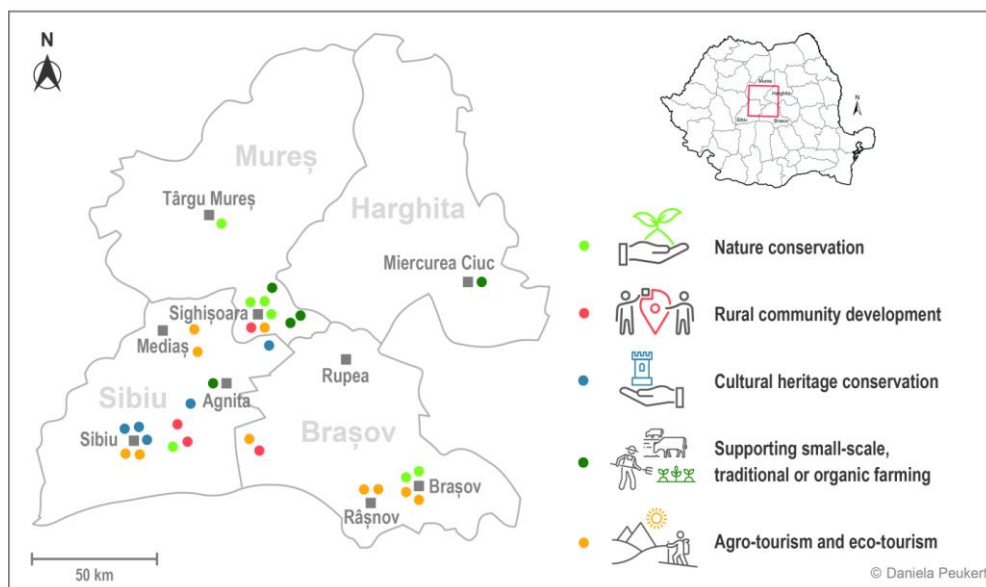 N
Mureș
Târgu Mureș
Harghita
Miercurea Ciuc
Sighișoara
Mediaș
Rupea
Agnita
Sibiu
Sibiu
Brașov
Brașov
Râșnov
50 km
Mureș
Harghita
N
Sibiu
Brașov
Nature conservation
Rural community development
Cultural heritage conservation
Supporting small-scale,
traditional or organic farming
Agro-tourism and eco-tourism
© Daniela Peukert